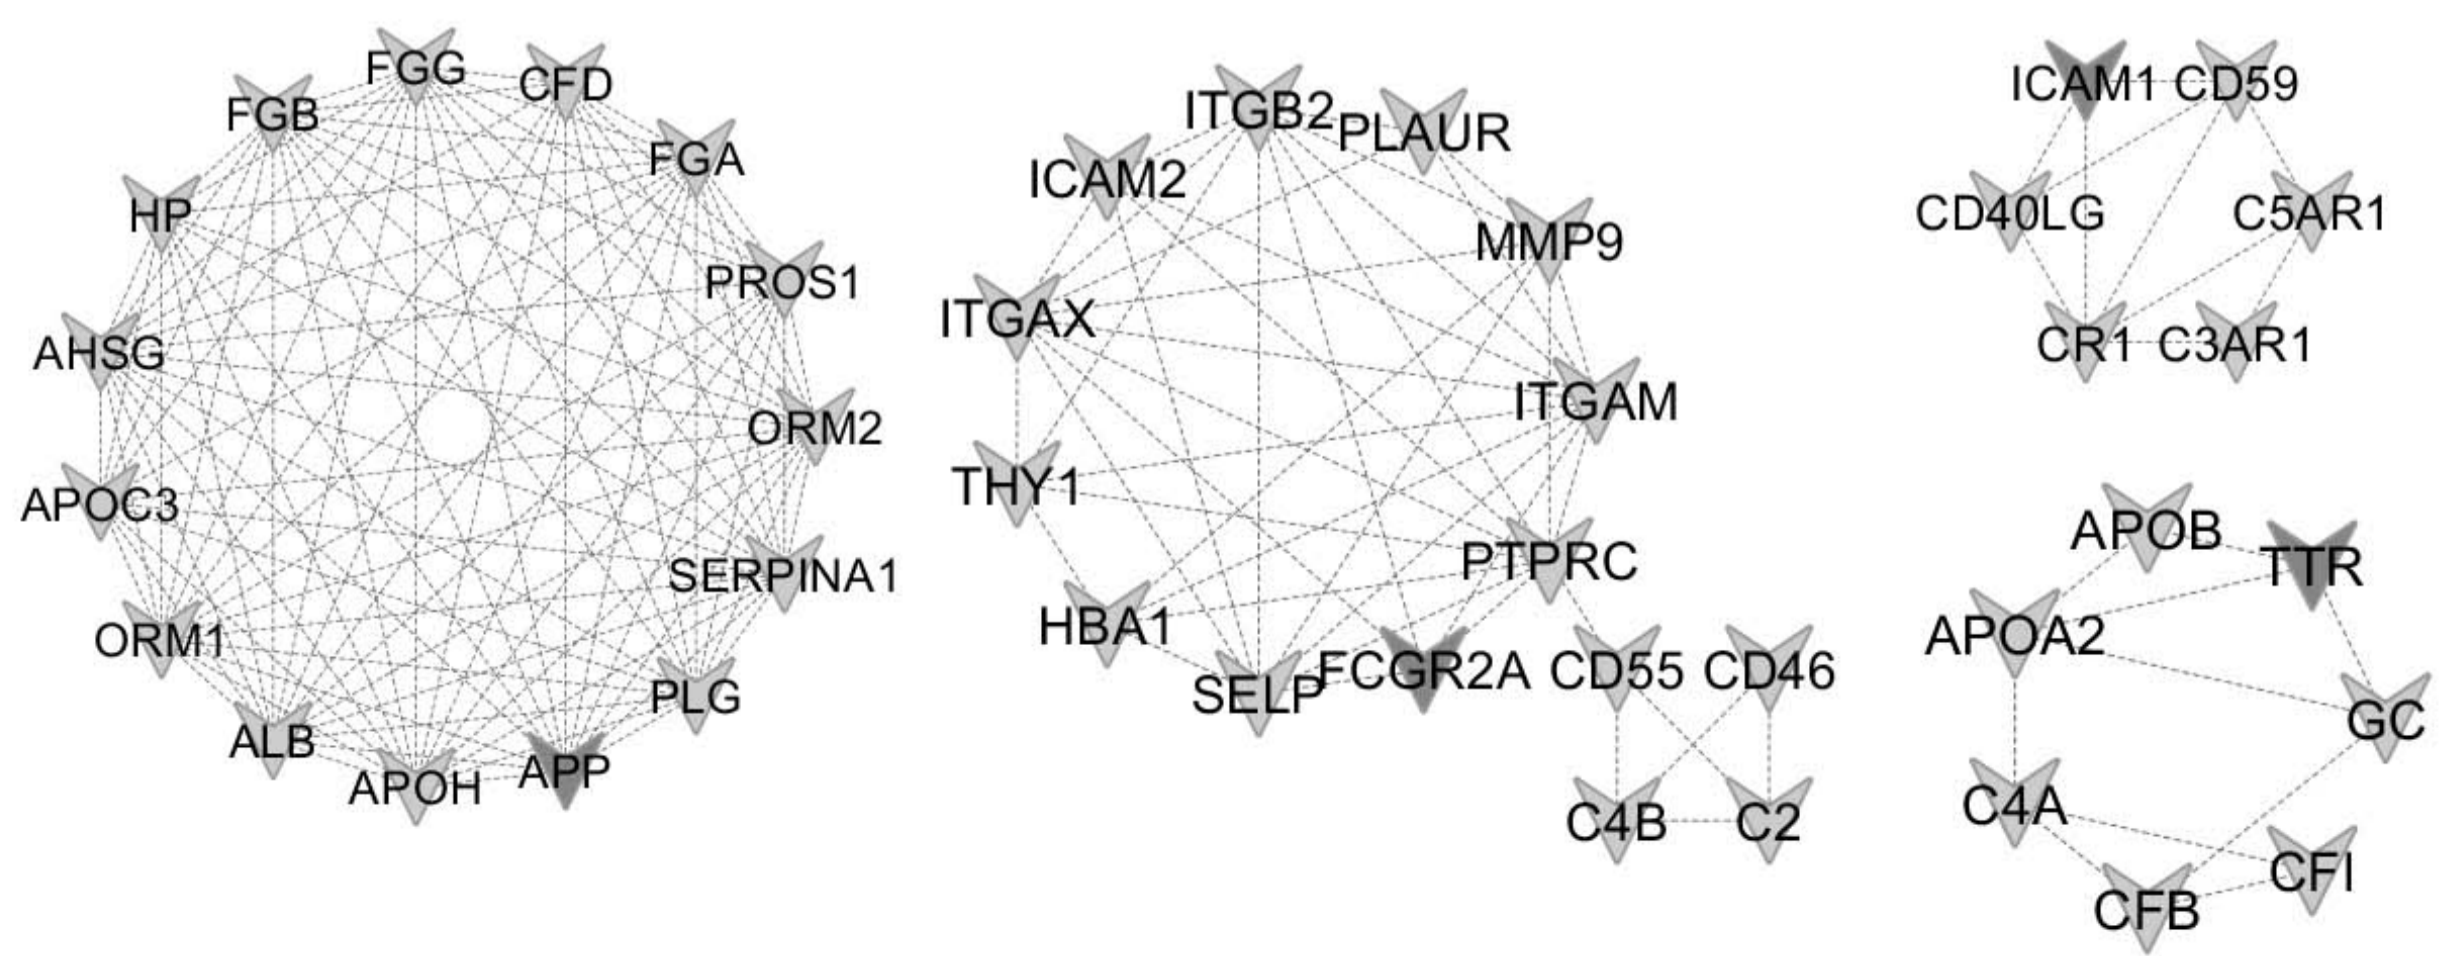 FGG
CFD
FGB
FGA
HP
PROS1
AHSG
ORM2
APOC3
SERPINA1
ORM1
PLG
ALB
APOH
APP
ITGB2
PLAUR
ICAM2
MMP9
ITGAX
ITGAM
THY1
PTPRC
HBA1
SELP
FCGR2A
CD55
CD46
C4B
C2
ICAM1
CD59
CD40LG
C5AR1
CR1
C3AR1
APOB
TTR
APOA2
GC
C4A
CFI
CFB